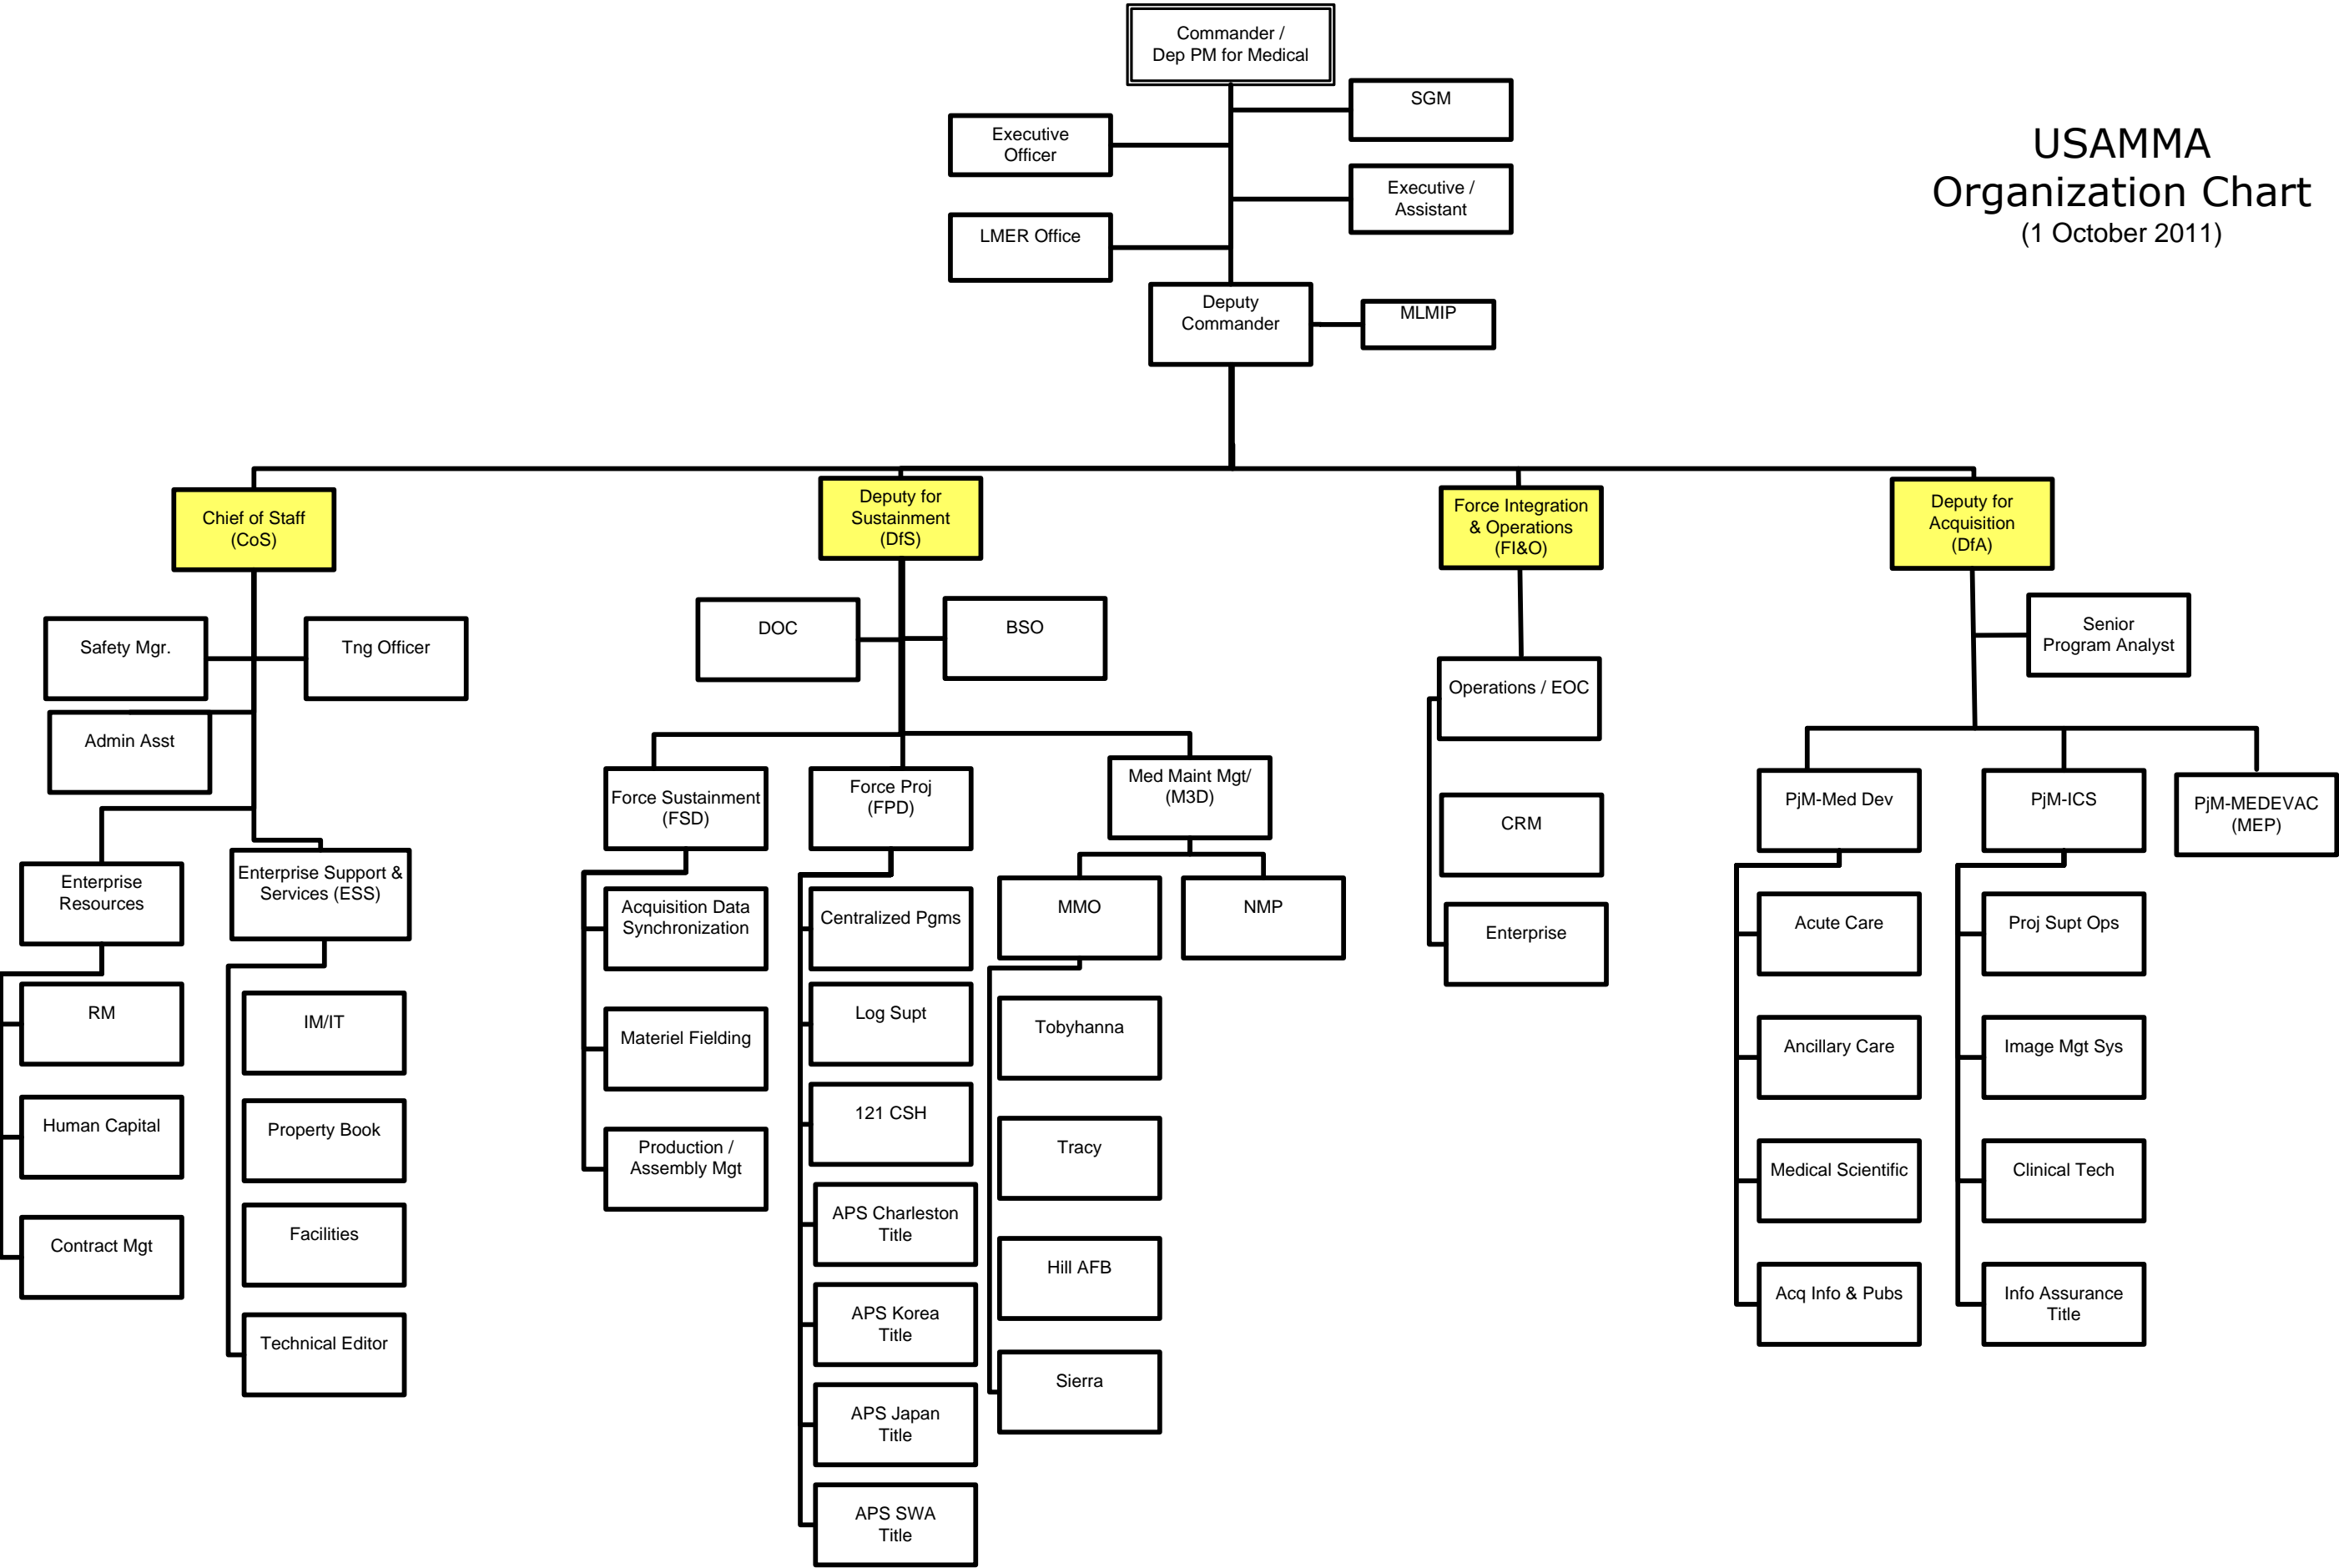 Commander /
Dep PM for Medical
SGM
Executive
Officer
Executive /
Assistant
LMER Office
Deputy
Commander
MLMIP
USAMMA
Organization Chart
(1 October 2011)
Chief of Staff
(CoS)
Safety Mgr.
Tng Officer
Admin Asst
Enterprise
Resources
RM
Human Capital
Contract Mgt
Enterprise Support &
Services (ESS)
IM/IT
Property Book
Facilities
Technical Editor
Deputy for
Sustainment
(DfS)
DOC
BSO
Force Sustainment
(FSD)
Acquisition Data
Synchronization
Materiel Fielding
Production /
Assembly Mgt
Force Proj
(FPD)
Centralized Pgms
Log Supt
121 CSH
APS Charleston
Title
APS Korea
Title
APS Japan
Title
APS SWA
Title
Med Maint Mgt/
(M3D)
MMO
NMP
Tobyhanna
Tracy
Hill AFB
Sierra
Force Integration
& Operations
(FI&O)
Operations / EOC
CRM
Enterprise
Deputy for
Acquisition
(DfA)
Senior
Program Analyst
PjM-Med Dev
Acute Care
Ancillary Care
Medical Scientific
Acq Info & Pubs
PjM-ICS
Proj Supt Ops
Image Mgt Sys
Clinical Tech
Info Assurance
Title
PjM-MEDEVAC
(MEP)